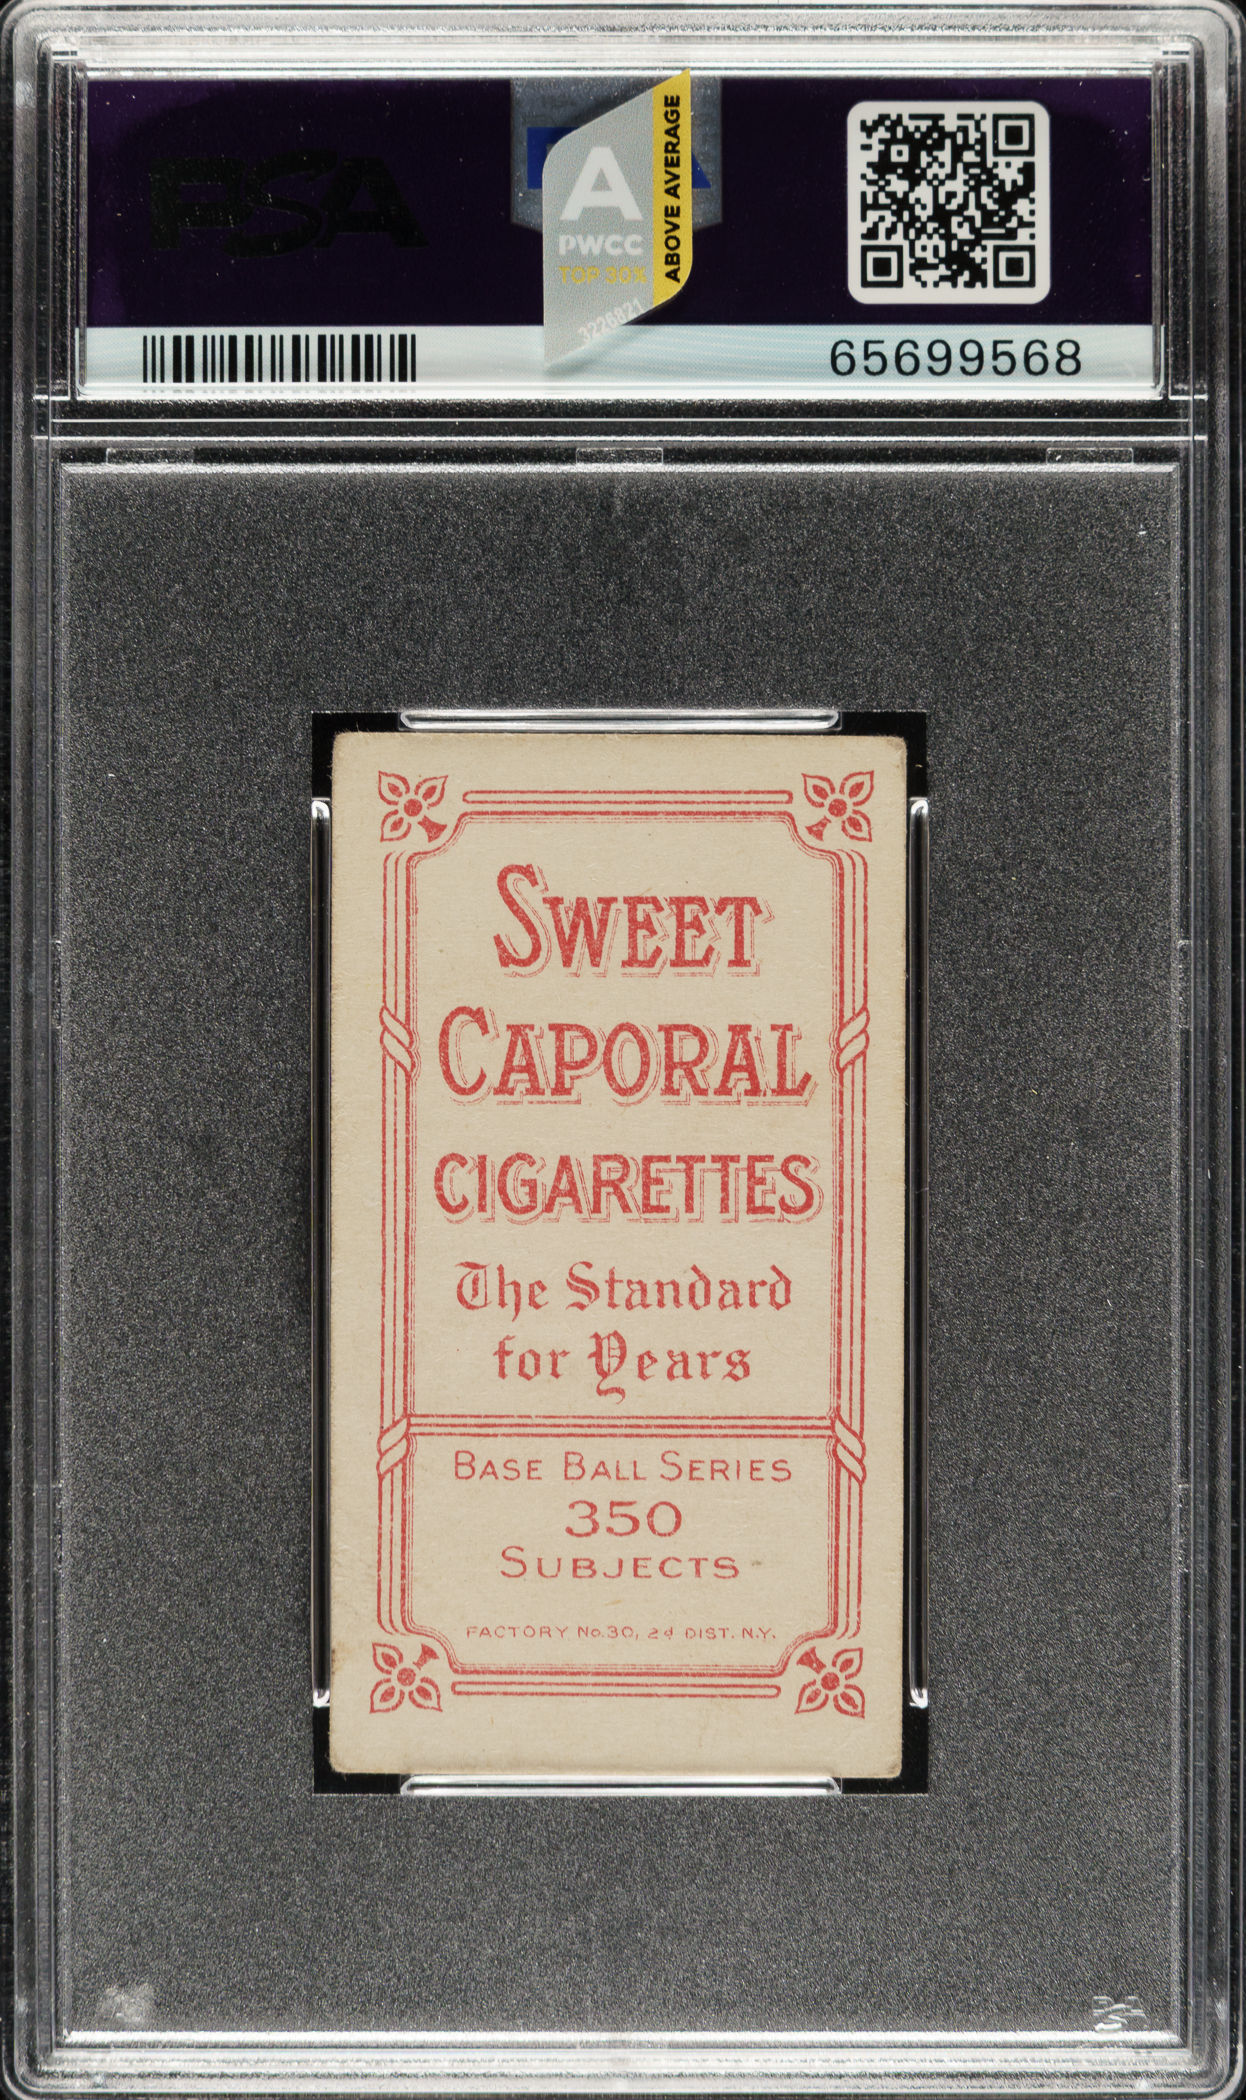 PSA
A
PWCC
TOP 30%
ABOVE AVERAGE
3226821
65699568
SWEET
CAPORAL
CIGARETTES
The Standard
for Years
BASE BALL SERIES
350
SUBJECTS
FACTORY No. 30, 2d DIST. N.Y.